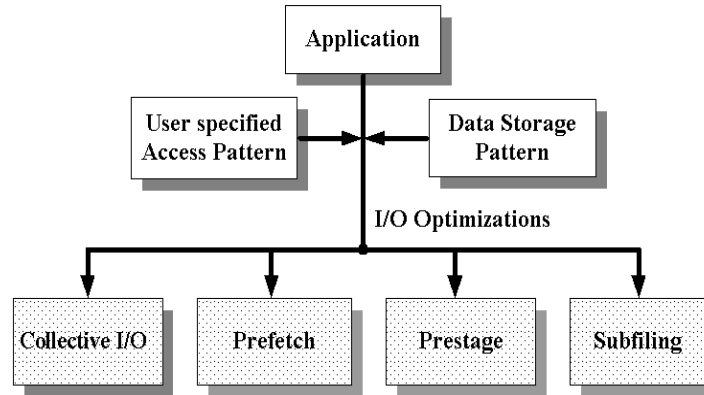 Application
User specified
Access Pattern
Data Storage
Pattern
I/O Optimizations
Collective I/O
Prefetch
Prestage
Subfiling